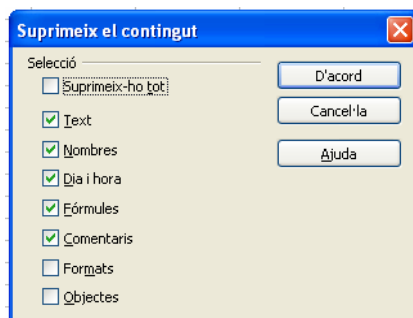 Suprimeix el contingut
Selecció
Suprimeix-ho tot
Text
Nombres
Dia i hora
Fórmules
Comentaris
Formats
Objectes
D'acord
Cancel·la
Ajuda